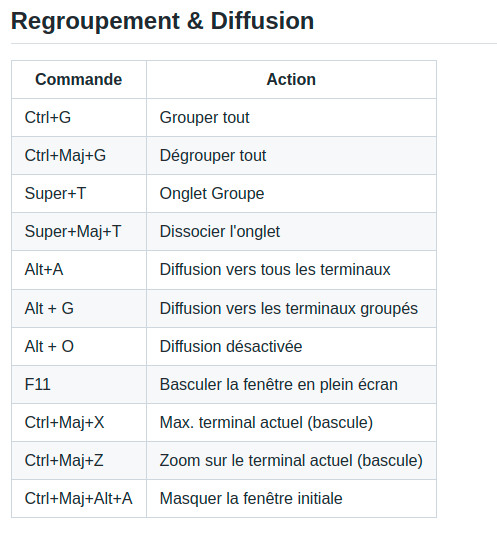 Regroupement & Diffusion
Commande Action
Ctrl+G Grouper tout
Ctrl+Maj+G Dégrouper tout
Super+T Onglet Groupe
Super+Maj+T Dissocier l'onglet
Alt+A Diffusion vers tous les terminaux
Alt + G Diffusion vers les terminaux groupés
Alt + O Diffusion désactivée
F11 Basculer la fenêtre en plein écran
Ctrl+Maj+X Max. terminal actuel (bascule)
Ctrl+Maj+Z Zoom sur le terminal actuel (bascule)
Ctrl+Maj+Alt+A Masquer la fenêtre initiale